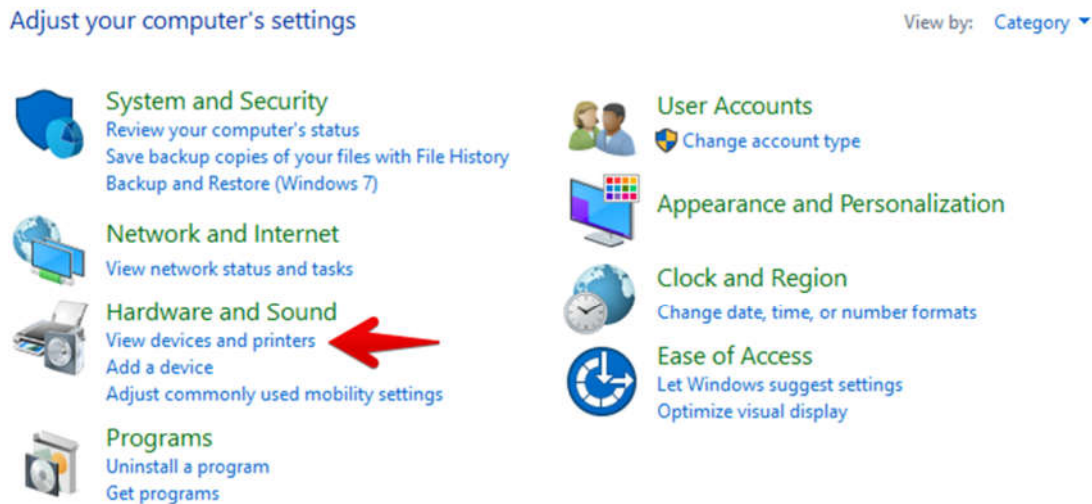 Adjust your computer's settings
View by: Category
System and Security
Review your computer's status
Save backup copies of your files with File History
Backup and Restore (Windows 7)
Network and Internet
View network status and tasks
Hardware and Sound
View devices and printers
Add a device
Adjust commonly used mobility settings
Programs
Uninstall a program
Get programs
User Accounts
Change account type
Appearance and Personalization
Clock and Region
Change date, time, or number formats
Ease of Access
Let Windows suggest settings
Optimize visual display